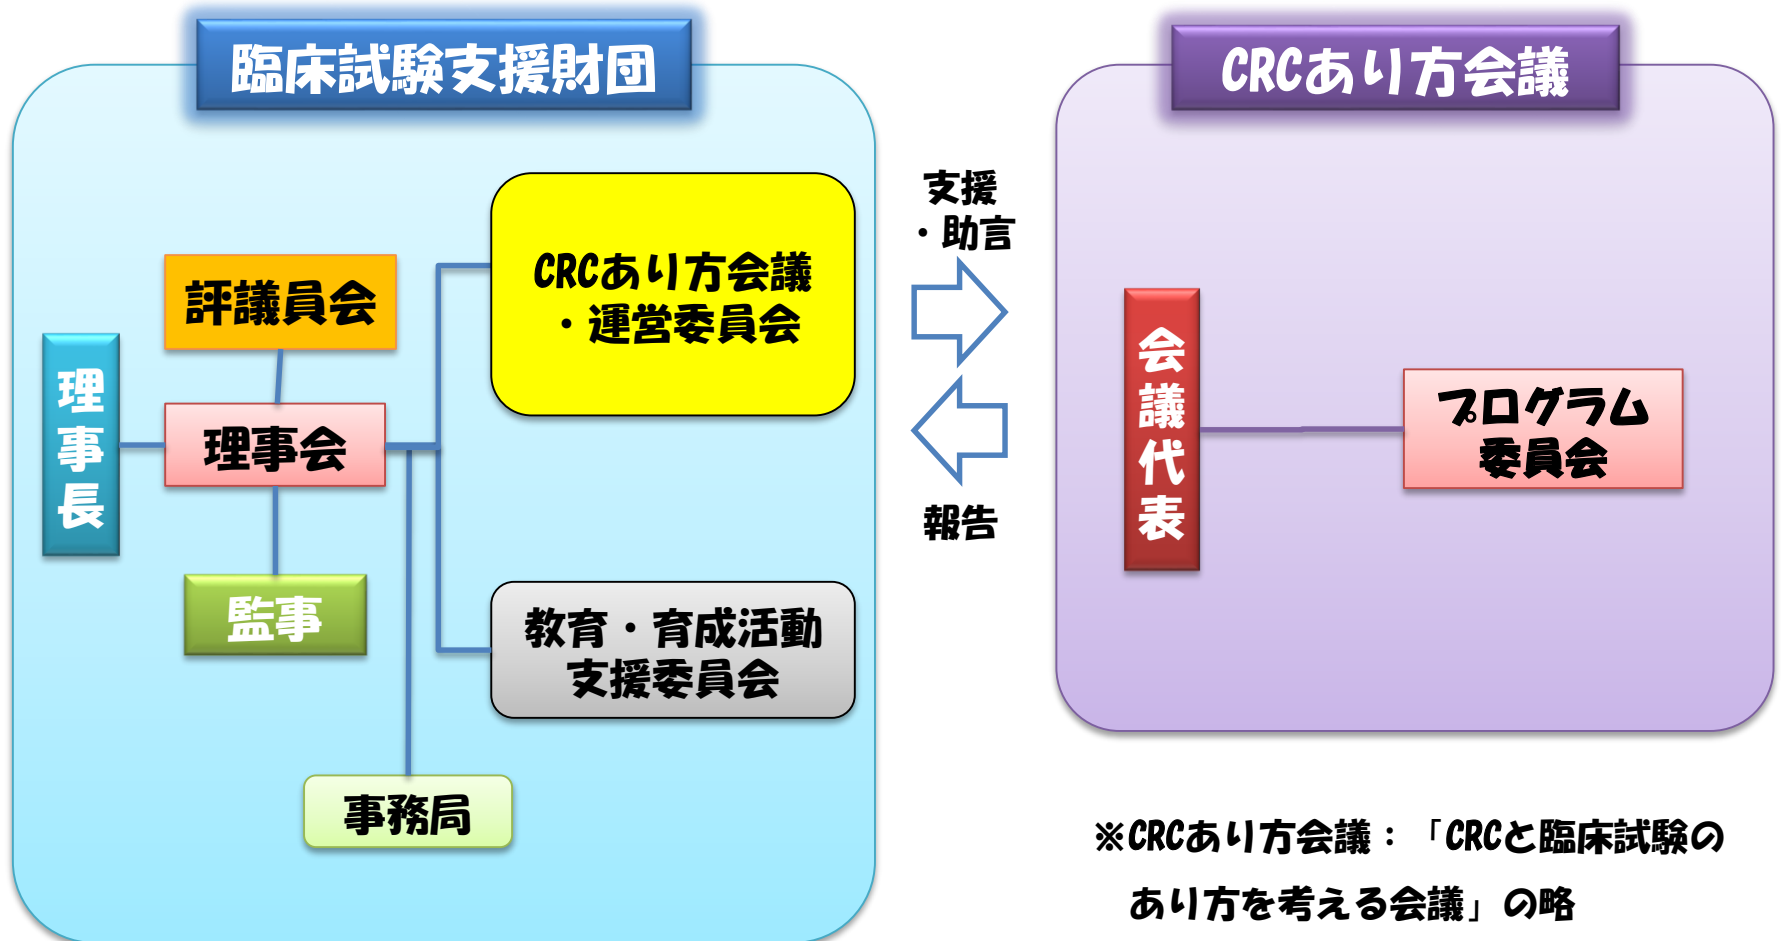 臨床試験支援財団
評議員会
理事長
理事会
監事
事務局
CRCあり方会議
・運営委員会
教育・育成活動
支援委員会
支援
・助言
報告
CRCあり方会議
会議代表
プログラム
委員会
※CRCあり方会議：「CRCと臨床試験の
あり方を考える会議」の略